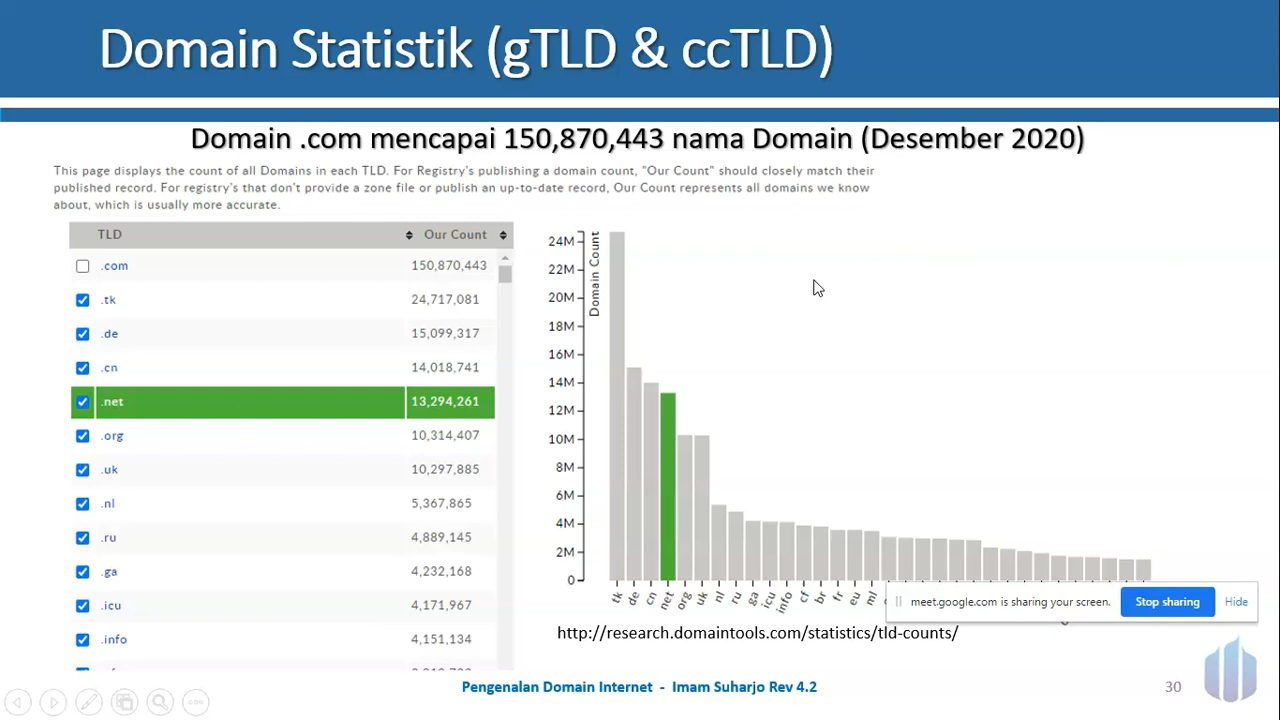 Domain Statistik (gTLD & ccTLD)
Domain .com mencapai 150,870,443 nama Domain (Desember 2020)
This page displays the count of all Domains in each TLD. For Registry's publishing a domain count, "Our Count" should closely match their
published record. For registry's that don't provide a zone file or publish an up-to-date record, Our Count represents all domains we know
about, which is usually more accurate.
TLD Our Count
.com 150,870,443
.tk 24,717,081
.de 15,099,317
.cn 14,018,741
.net 13,294,261
.org 10,314,407
.uk 10,297,885
.nl 5,367,865
.ru 4,889,145
.ga 4,232,168
.icu 4,171,967
.info 4,151,134
Domain Count
24M
22M
20M
18M
16M
14M
12M
10M
8M
6M
4M
2M
0
tk de cn net org uk nl ru ga icu info cf br fr eu ml
meet.google.com is sharing your screen. Stop sharing Hide
http://research.domaintools.com/statistics/tld-counts/
Pengenalan Domain Internet - Imam Suharjo Rev 4.2
30